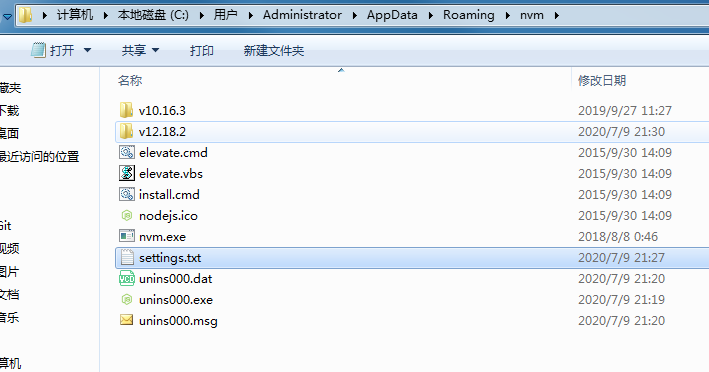 计算机 ▸ 本地磁盘 (C:) ▸ 用户 ▸ Administrator ▸ AppData ▸ Roaming ▸ nvm ▸
打开 共享 打印 新建文件夹
名称 修改日期
藏夹
下载
桌面
最近访问的位置
Git
视频
图片
文档
音乐
算机
v10.16.3 2019/9/27 11:27
v12.18.2 2020/7/9 21:30
elevate.cmd 2015/9/30 14:09
elevate.vbs 2015/9/30 14:09
install.cmd 2015/9/30 14:09
nodejs.ico 2015/9/30 14:09
nvm.exe 2018/8/8 0:46
settings.txt 2020/7/9 21:27
unins000.dat 2020/7/9 21:20
unins000.exe 2020/7/9 21:19
unins000.msg 2020/7/9 21:20